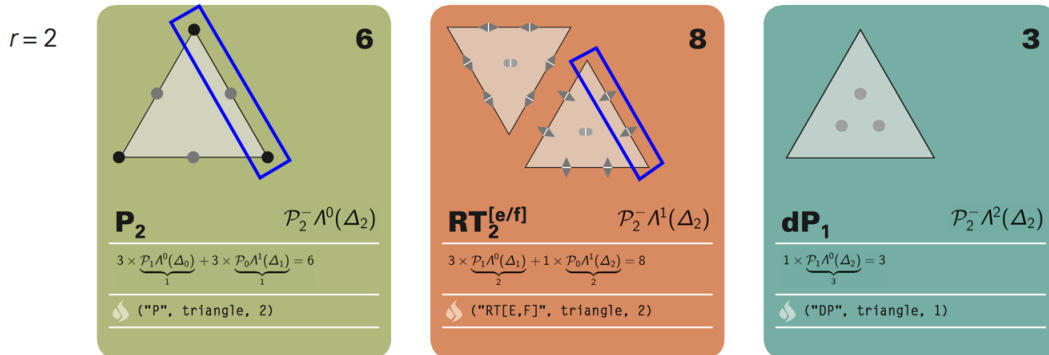 r = 2
6
P₂ 𝒫₂⁻Λ⁰(Δ₂)
3 × 𝒫₁Λ⁰(Δ₀) + 3 × 𝒫₀Λ¹(Δ₁) = 6
1 1
("P", triangle, 2)
8
RT₂^[e/f] 𝒫₂⁻Λ¹(Δ₂)
3 × 𝒫₁Λ⁰(Δ₁) + 1 × 𝒫₀Λ¹(Δ₂) = 8
2 2
("RT[E,F]", triangle, 2)
3
dP₁ 𝒫₂⁻Λ²(Δ₂)
1 × 𝒫₁Λ⁰(Δ₂) = 3
3
("DP", triangle, 1)